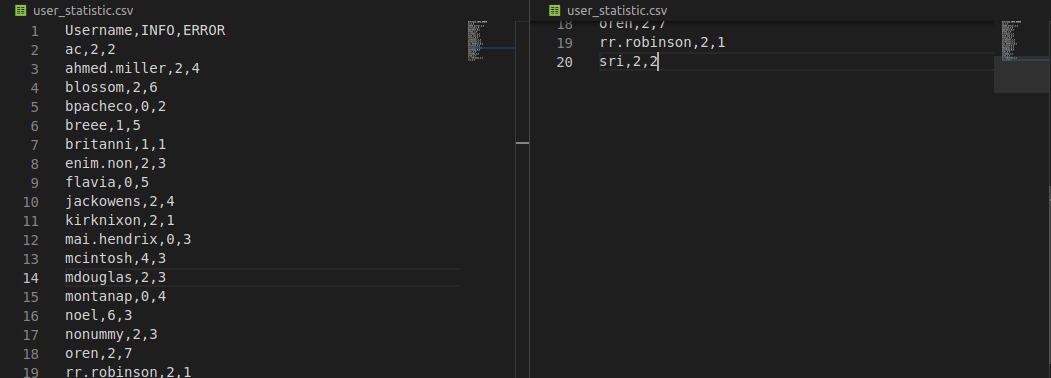 user_statistic.csv
1 Username,INFO,ERROR
2 ac,2,2
3 ahmed.miller,2,4
4 blossom,2,6
5 bpacheco,0,2
6 breee,1,5
7 britanni,1,1
8 enim.non,2,3
9 flavia,0,5
10 jackowens,2,4
11 kirknixon,2,1
12 mai.hendrix,0,3
13 mcintosh,4,3
14 mdouglas,2,3
15 montanap,0,4
16 noel,6,3
17 nonummy,2,3
18 oren,2,7
19 rr.robinson,2,1
user_statistic.csv
18 oren,2,7
19 rr.robinson,2,1
20 sri,2,2